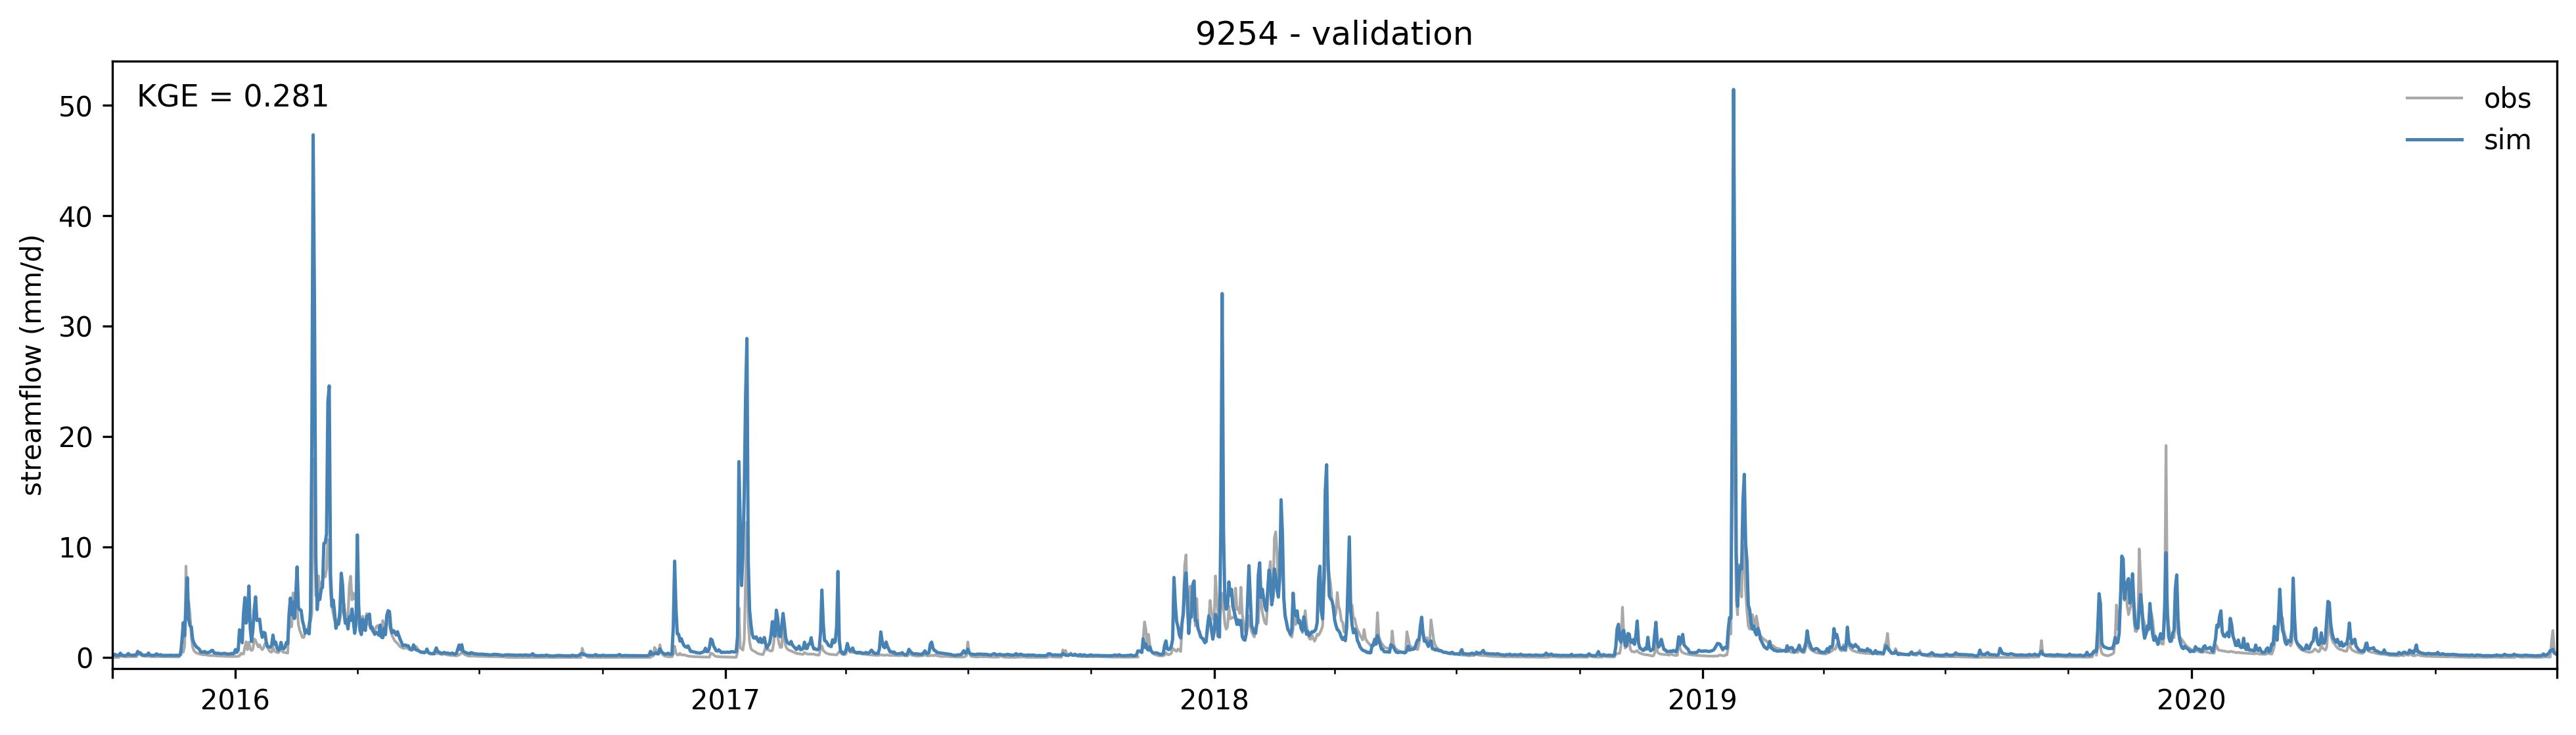 9254 - validation
KGE = 0.281
obs
sim
streamflow (mm/d)
50
40
30
20
10
0
2016
2017
2018
2019
2020